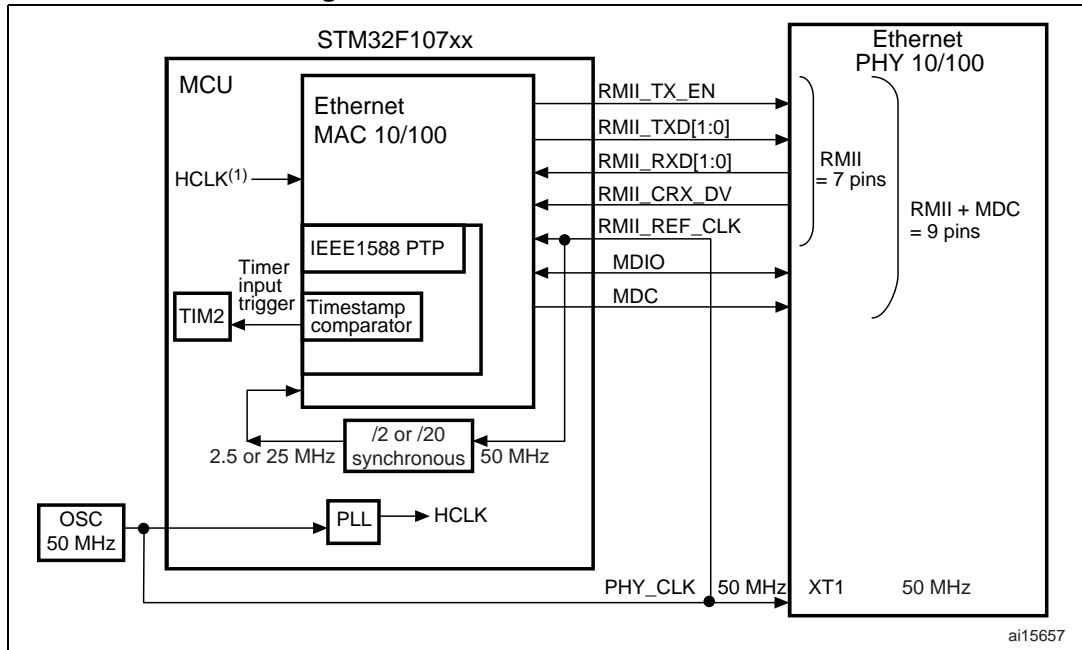 STM32F107xx
Ethernet
PHY 10/100
MCU
Ethernet
MAC 10/100
HCLK(1)
IEEE1588 PTP
Timer
input
trigger
TIM2
Timestamp
comparator
RMII_TX_EN
RMII_TXD[1:0]
RMII_RXD[1:0]
RMII_CRX_DV
RMII_REF_CLK
MDIO
MDC
RMII
= 7 pins
RMII + MDC
= 9 pins
2.5 or 25 MHz
/2 or /20
synchronous
50 MHz
OSC
50 MHz
PLL
HCLK
PHY_CLK
50 MHz
XT1
50 MHz
ai15657